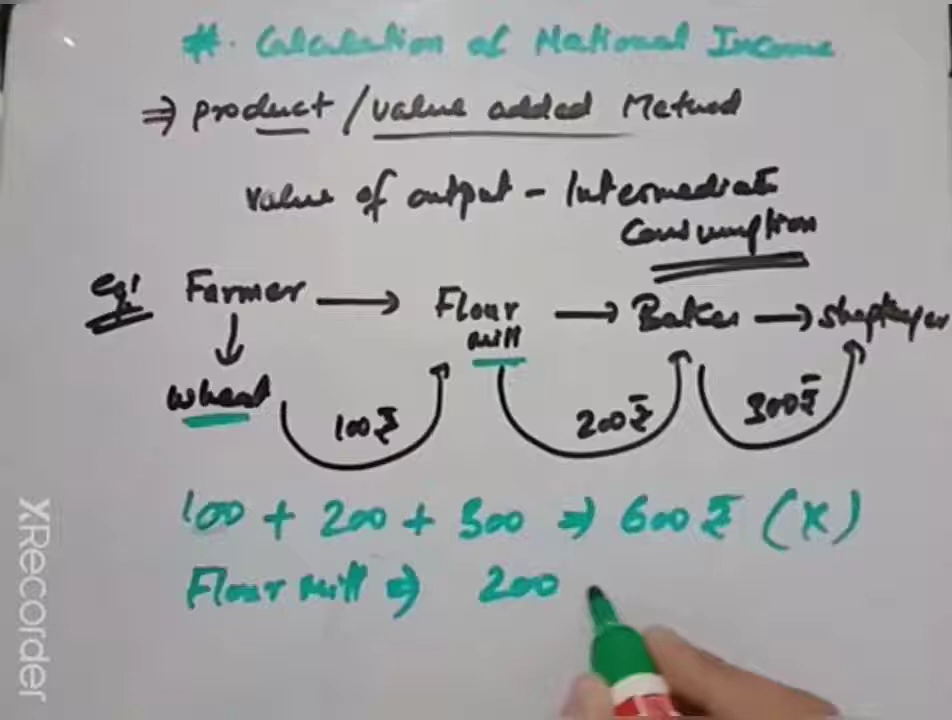 #. Calculation of National Income
⇒ product / value added Method
value of output - Intermediate
Consumption
eg:
Farmer → Flour mill → Baker → Shopkeeper
↓
wheat
100₹
200₹
300₹
100 + 200 + 300 ⇒ 600₹ (X)
Flour mill ⇒ 200
XRecorder